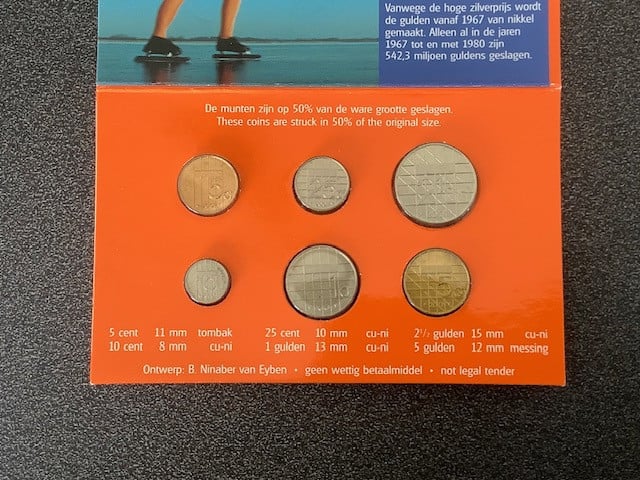 Vanwege de hoge zilverprijs wordt
de gulden vanaf 1967 van nikkel
gemaakt. Alleen al in de jaren
1967 tot en met 1980 zijn
542,3 miljoen guldens geslagen.
De munten zijn op 50% van de ware grootte geslagen.
These coins are struck in 50% of the original size.
5 cent 11 mm tombak 25 cent 10 mm cu-ni 2 1/2 gulden 15 mm cu-ni
10 cent 8 mm cu-ni 1 gulden 13 mm cu-ni 5 gulden 12 mm messing
Ontwerp: B. Ninaber van Eyben • geen wettig betaalmiddel • not legal tender